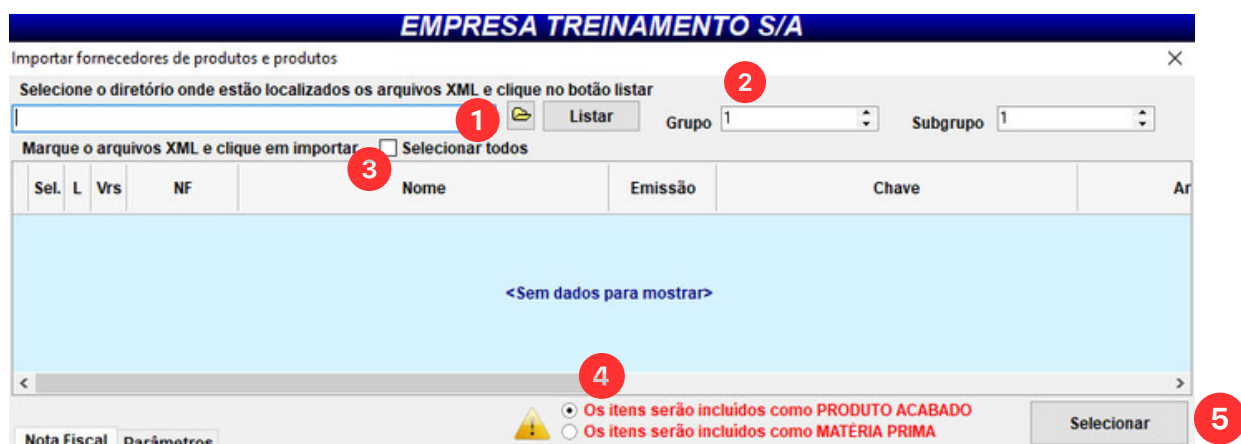 EMPRESA TREINAMENTO S/A
Importar fornecedores de produtos e produtos
Selecione o diretório onde estão localizados os arquivos XML e clique no botão listar
2
1 Listar Grupo 1 Subgrupo 1
Marque o arquivos XML e clique em importar Selecionar todos
3
Sel. L Vrs NF Nome Emissão Chave Ar
<Sem dados para mostrar>
4
Os itens serão incluídos como PRODUTO ACABADO
Os itens serão incluídos como MATÉRIA PRIMA
Selecionar 5
Nota Fiscal Parâmetros